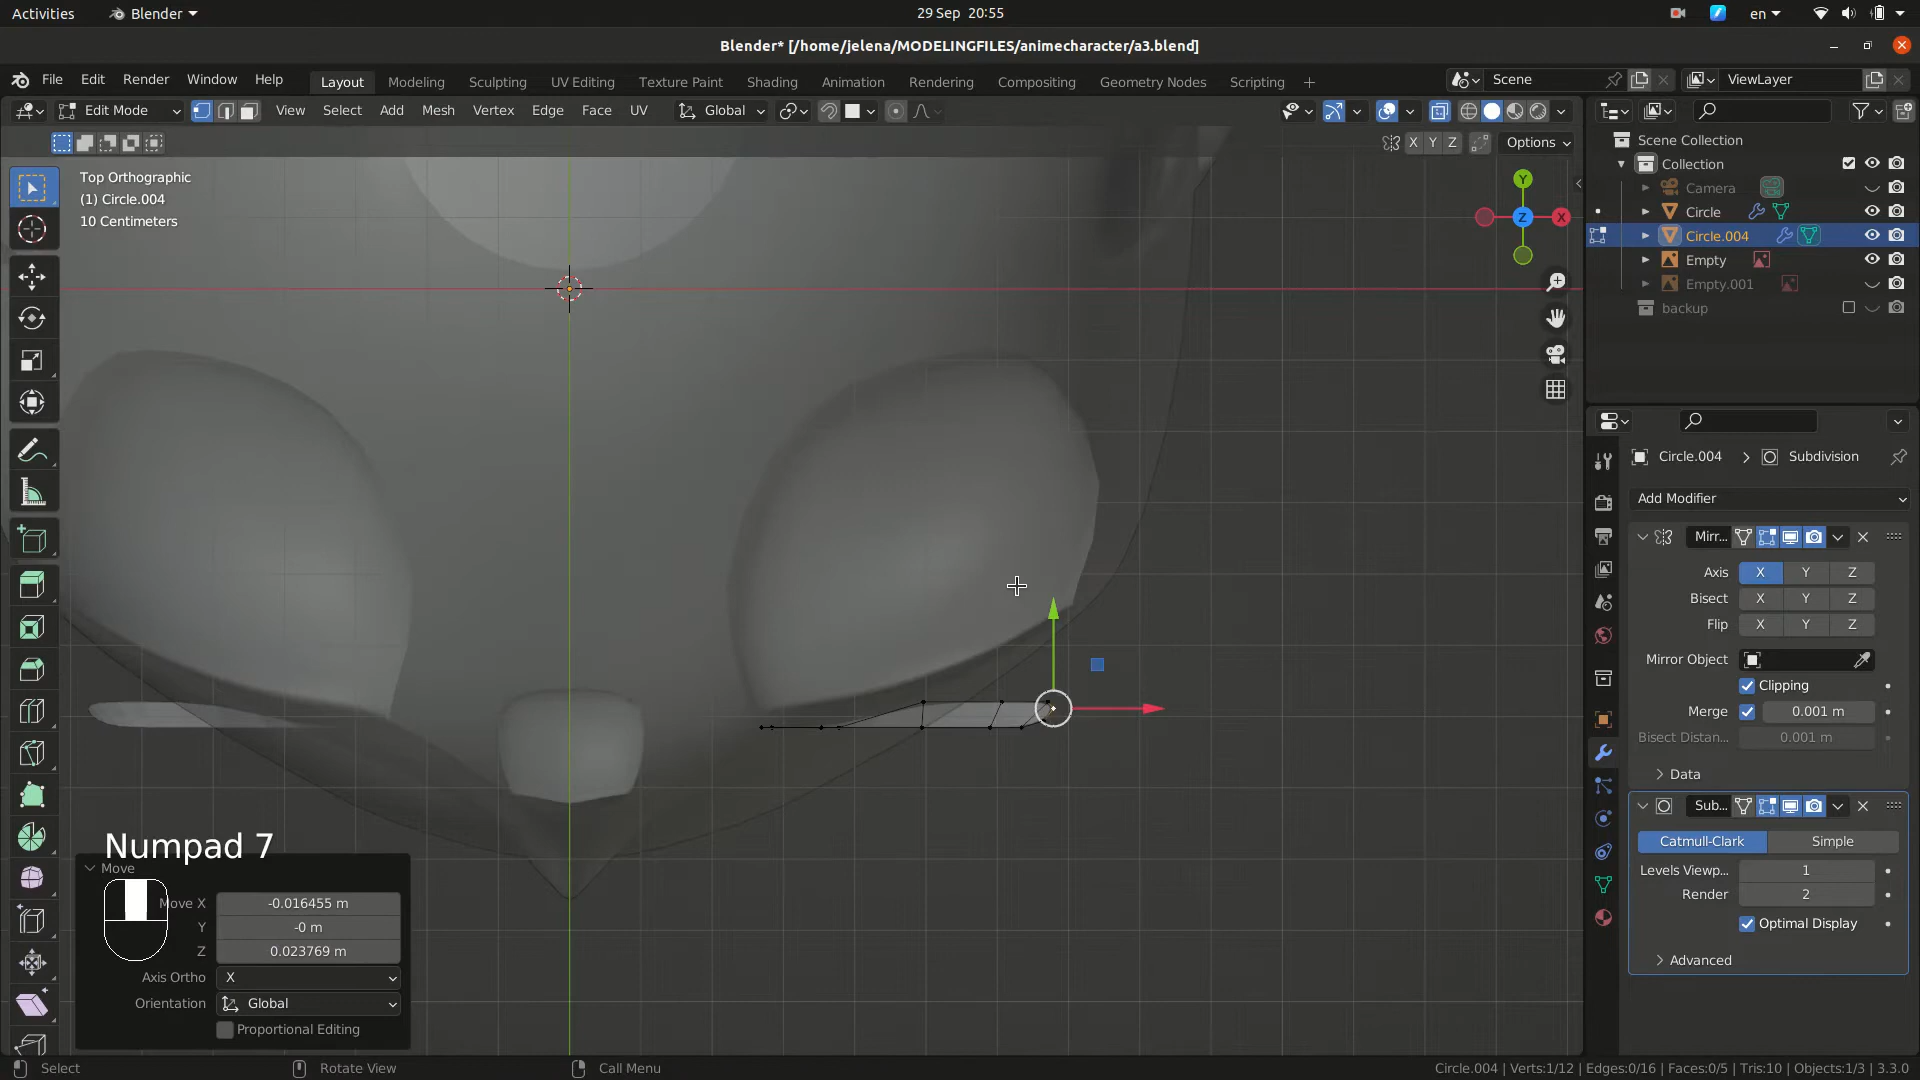 Activities
Blender
29 Sep 20:55
en
Blender* [/home/jelena/MODELINGFILES/animecharacter/a3.blend]
File Edit Render Window Help
Layout Modeling Sculpting UV Editing Texture Paint Shading Animation Rendering Compositing Geometry Nodes Scripting +
Scene
ViewLayer
Edit Mode
View Select Add Mesh Vertex Edge Face UV
Global
X Y Z
Options
Top Orthographic
(1) Circle.004
10 Centimeters
Y
Z
X
Scene Collection
Collection
Camera
Circle
Circle.004
Empty
Empty.001
backup
Circle.004 > Subdivision
Add Modifier
Mirr...
Axis X Y Z
Bisect X Y Z
Flip X Y Z
Mirror Object
Clipping
Merge 0.001 m
Bisect Distan... 0.001 m
Data
Sub...
Catmull-Clark Simple
Levels Viewp... 1
Render 2
Optimal Display
Advanced
Numpad 7
Move
Move X -0.016455 m
Y -0 m
Z 0.023769 m
Axis Ortho X
Orientation Global
Proportional Editing
Select
Rotate View
Call Menu
Circle.004 | Verts:1/12 | Edges:0/16 | Faces:0/5 | Tris:10 | Objects:1/3 | 3.3.0